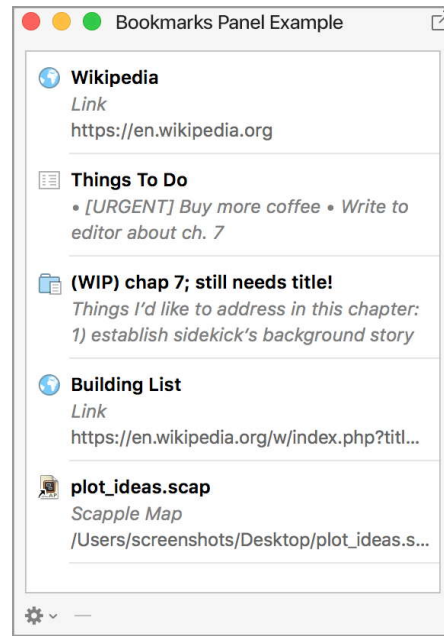 Bookmarks Panel Example
Wikipedia
Link
https://en.wikipedia.org
Things To Do
• [URGENT] Buy more coffee • Write to
editor about ch. 7
(WIP) chap 7; still needs title!
Things I’d like to address in this chapter:
1) establish sidekick’s background story
Building List
Link
https://en.wikipedia.org/w/index.php?titl...
plot_ideas.scap
Scapple Map
/Users/screenshots/Desktop/plot_ideas.s...